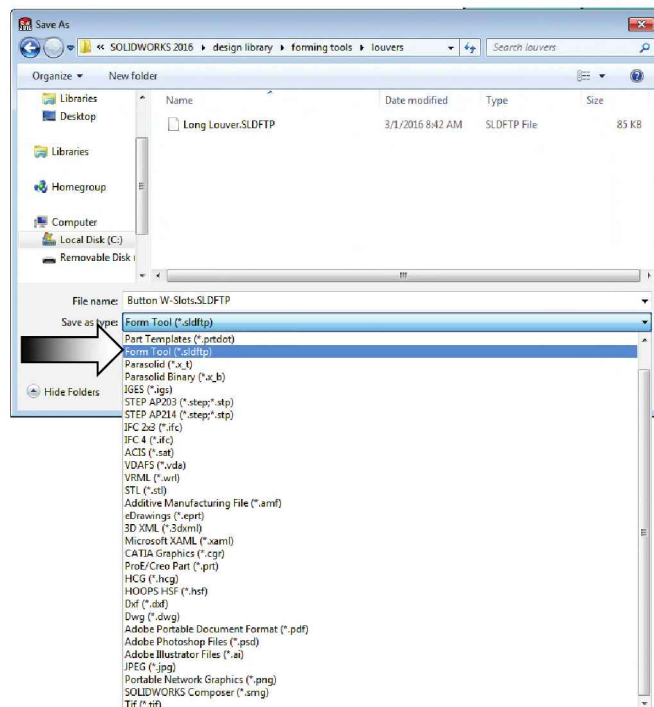 Save As
« SOLIDWORKS 2016 ▸ design library ▸ forming tools ▸ louvers
Search louvers
Organize ▾ New folder
Libraries
Desktop
Libraries
Homegroup
Computer
Local Disk (C:)
Removable Disk
Name Date modified Type Size
Long Louver.SLDFTP 3/1/2016 8:42 AM SLDFTP File 85 KB
File name: Button W-Slots.SLDFTP
Save as type: Form Tool (*.sldftp)
Part Templates (*.prtdot)
Form Tool (*.sldftp)
Parasolid (*.x_t)
Parasolid Binary (*.x_b)
IGES (*.igs)
STEP AP203 (*.step;*.stp)
STEP AP214 (*.step;*.stp)
IFC 2x3 (*.ifc)
IFC 4 (*.ifc)
ACIS (*.sat)
VDAFS (*.vda)
VRML (*.wrl)
STL (*.stl)
Additive Manufacturing File (*.amf)
eDrawings (*.eprt)
3D XML (*.3dxml)
Microsoft XAML (*.xaml)
CATIA Graphics (*.cgr)
ProE/Creo Part (*.prt)
HCG (*.hcg)
HOOPS HSF (*.hsf)
Dxf (*.dxf)
Dwg (*.dwg)
Adobe Portable Document Format (*.pdf)
Adobe Photoshop Files (*.psd)
Adobe Illustrator Files (*.ai)
JPEG (*.jpg)
Portable Network Graphics (*.png)
SOLIDWORKS Composer (*.smg)
Tif (*.tif)
Hide Folders